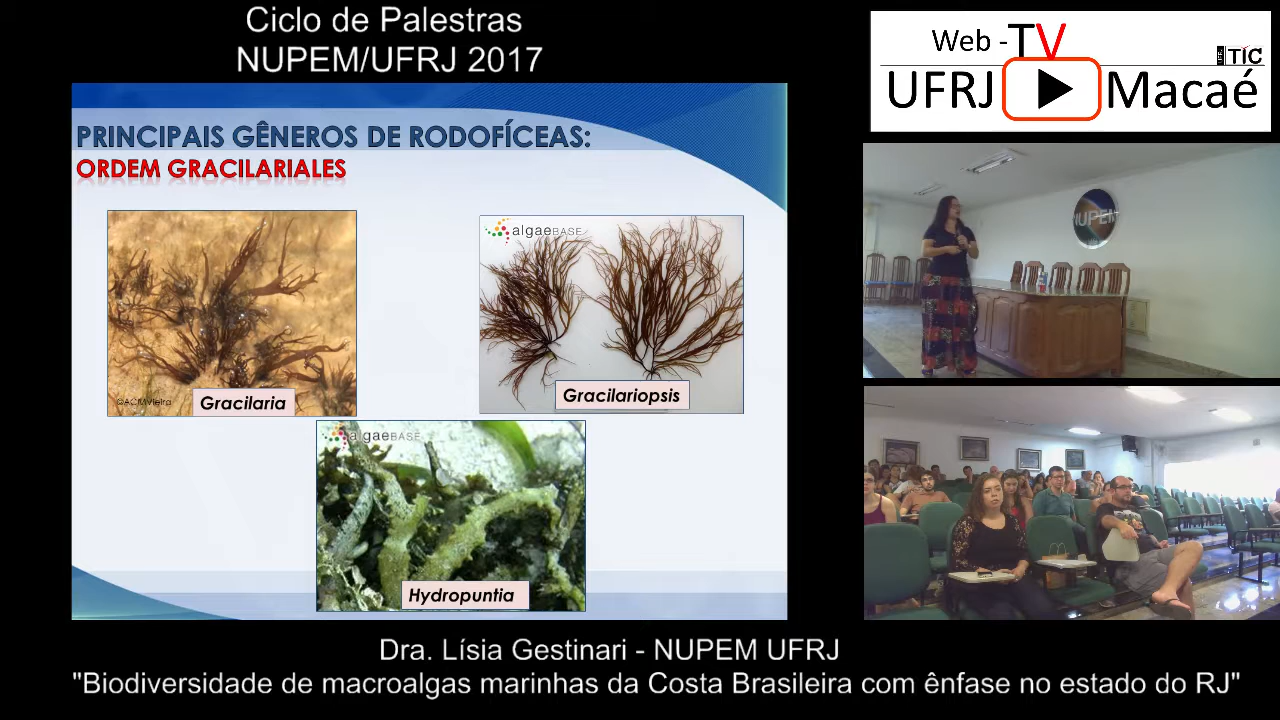 Ciclo de Palestras
NUPEM/UFRJ 2017
Web - TV
TIC
UFRJ Macaé
PRINCIPAIS GÊNEROS DE RODOFÍCEAS:
ORDEM GRACILARIALES
algaeBASE
©ACIMVieira
Gracilaria
Gracilariopsis
algaeBASE
Hydropuntia
NUPEM
Dra. Lísia Gestinari - NUPEM UFRJ
"Biodiversidade de macroalgas marinhas da Costa Brasileira com ênfase no estado do RJ"